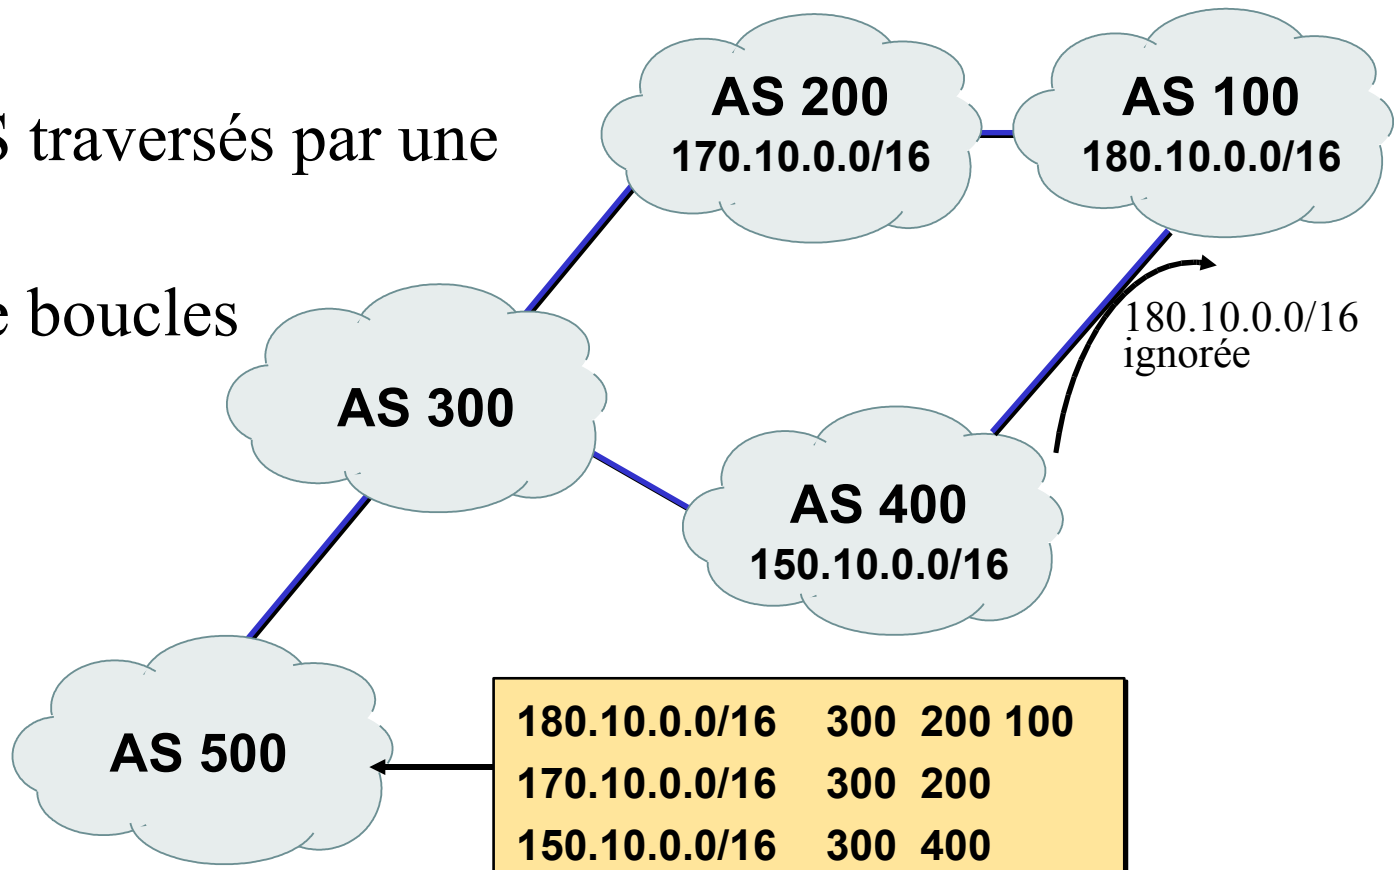 AS 200
170.10.0.0/16
AS 100
180.10.0.0/16
S traversés par une
e boucles
180.10.0.0/16
ignorée
AS 300
AS 400
150.10.0.0/16
AS 500
180.10.0.0/16 300 200 100
170.10.0.0/16 300 200
150.10.0.0/16 300 400